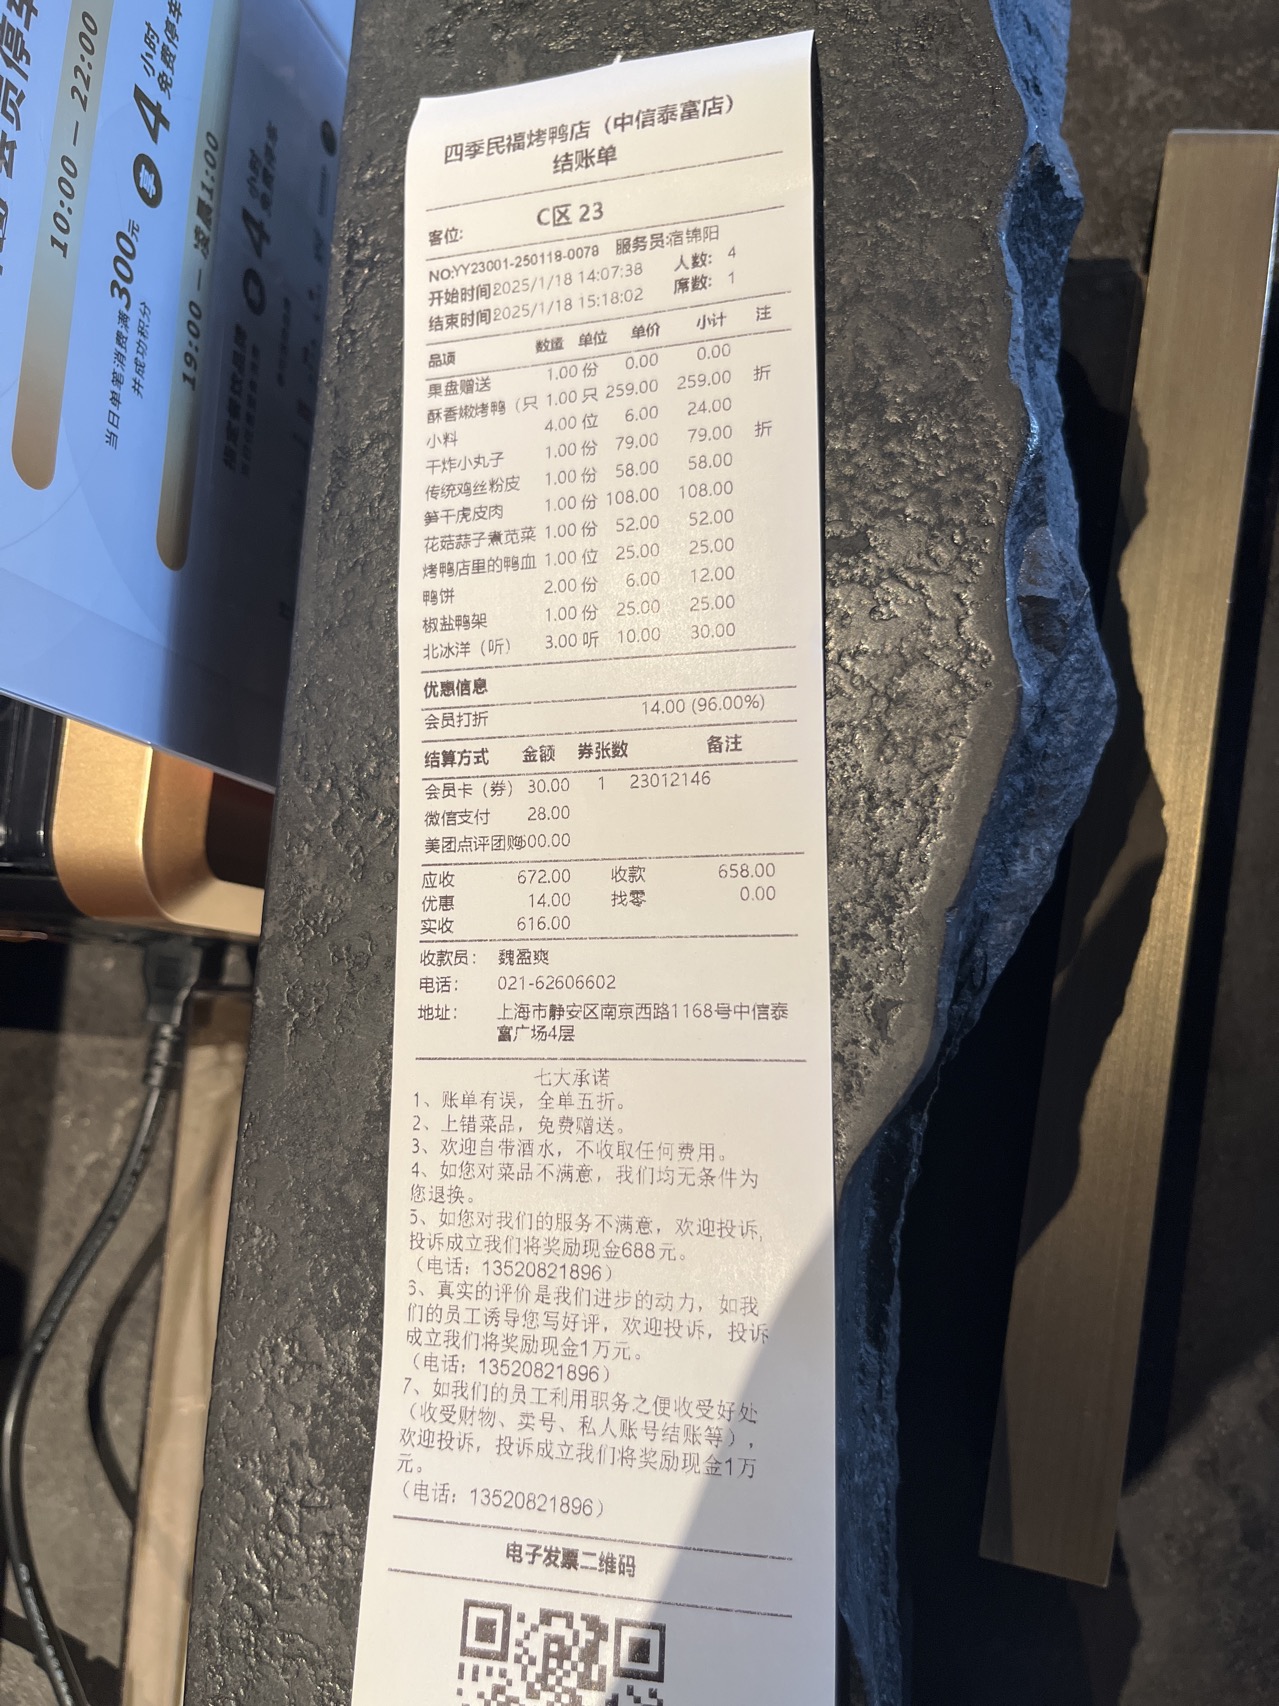 10:00 — 22:00
享 4 小时
免费停车
当日单笔消费满300元
并成功积分
19:00 — 凌晨1:00
四季民福烤鸭店（中信泰富店）
结账单
客位: C区 23
NO:YY23001-250118-0078 服务员:宿锦阳
开始时间2025/1/18 14:07:38 人数: 4
结束时间2025/1/18 15:18:02 席数: 1
品项 数量 单位 单价 小计 注
果盘赠送 1.00 份 0.00 0.00
酥香嫩烤鸭（只 1.00 只 259.00 259.00 折
小料 4.00 位 6.00 24.00
干炸小丸子 1.00 份 79.00 79.00 折
传统鸡丝粉皮 1.00 份 58.00 58.00
笋干虎皮肉 1.00 份 108.00 108.00
花菇蒜子煮苋菜 1.00 份 52.00 52.00
烤鸭店里的鸭血 1.00 位 25.00 25.00
鸭饼 2.00 份 6.00 12.00
椒盐鸭架 1.00 份 25.00 25.00
北冰洋（听） 3.00 听 10.00 30.00
优惠信息
会员打折 14.00 (96.00%)
结算方式 金额 券张数 备注
会员卡（券） 30.00 1 23012146
微信支付 28.00
美团点评团购600.00
应收 672.00 收款 658.00
优惠 14.00 找零 0.00
实收 616.00
收款员: 魏盈爽
电话: 021-62606602
地址: 上海市静安区南京西路1168号中信泰
富广场4层
七大承诺
1、账单有误，全单五折。
2、上错菜品，免费赠送。
3、欢迎自带酒水，不收取任何费用。
4、如您对菜品不满意，我们均无条件为
您退换。
5、如您对我们的服务不满意，欢迎投诉,
投诉成立我们将奖励现金688元。
（电话：13520821896）
6、真实的评价是我们进步的动力，如我
们的员工诱导您写好评，欢迎投诉，投诉
成立我们将奖励现金1万元。
（电话：13520821896）
7、如我们的员工利用职务之便收受好处
（收受财物、卖号、私人账号结账等），
欢迎投诉，投诉成立我们将奖励现金1万
元。
（电话：13520821896）
电子发票二维码